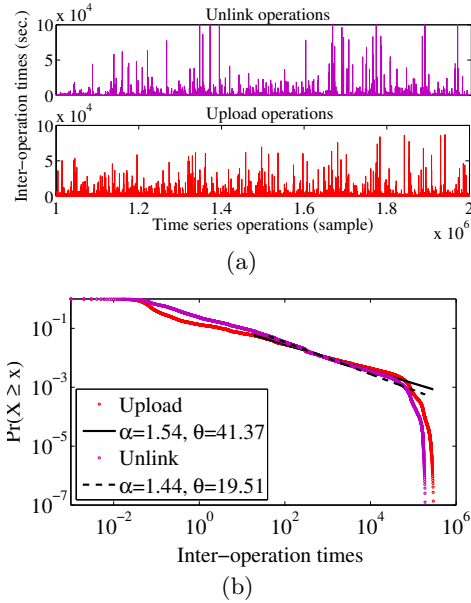 x 10^4
Unlink operations
10
5
0
x 10^4
Upload operations
10
5
0
Inter−operation times (sec.)
1 1.2 1.4 1.6 1.8 2
Time series operations (sample)
x 10^6
(a)
10^−1
10^−3
10^−5
10^−7
Pr(X ≥ x)
Upload
α=1.54, θ=41.37
Unlink
α=1.44, θ=19.51
10^−2 10^0 10^2 10^4 10^6
Inter−operation times
(b)